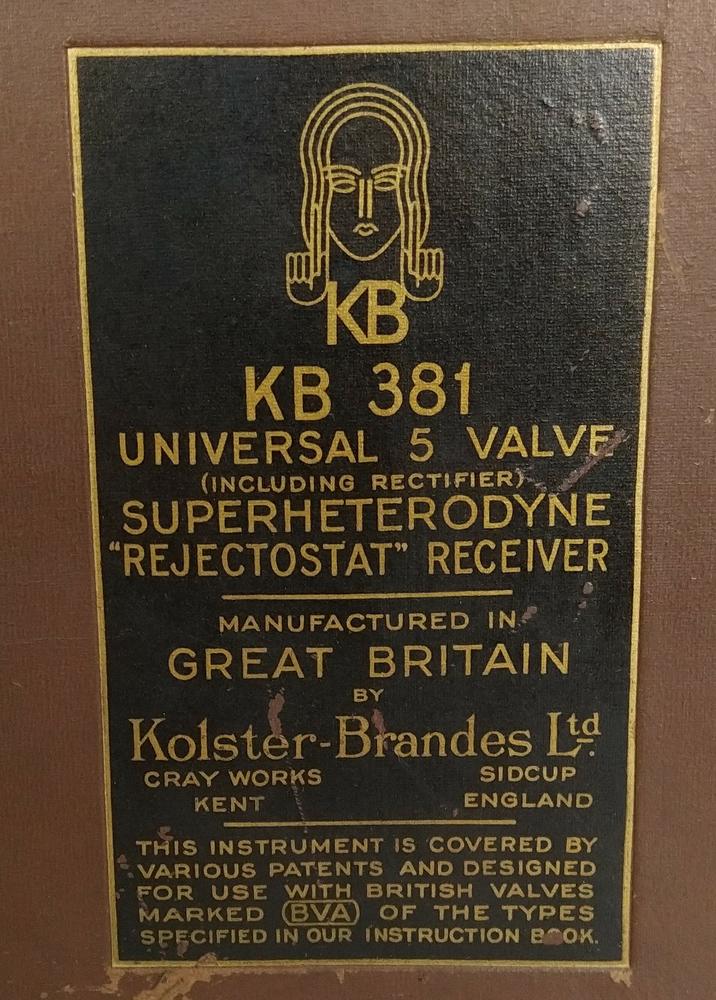 KB
KB 381
UNIVERSAL 5 VALVE
(INCLUDING RECTIFIER)
SUPERHETERODYNE
“REJECTOSTAT” RECEIVER
MANUFACTURED IN
GREAT BRITAIN
BY
Kolster-Brandes Ltd.
CRAY WORKS SIDCUP
KENT ENGLAND
THIS INSTRUMENT IS COVERED BY
VARIOUS PATENTS AND DESIGNED
FOR USE WITH BRITISH VALVES
MARKED (BVA) OF THE TYPES
SPECIFIED IN OUR INSTRUCTION BOOK.